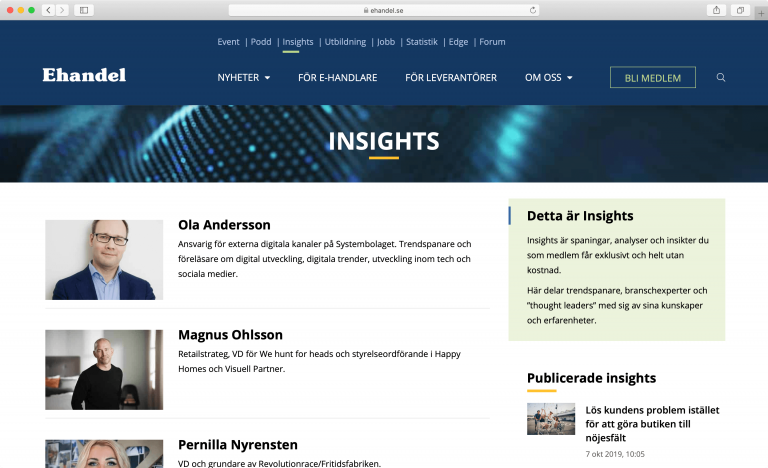 ehandel.se
Event | Podd | Insights | Utbildning | Jobb | Statistik | Edge | Forum
Ehandel
NYHETER FÖR E-HANDLARE FÖR LEVERANTÖRER OM OSS BLI MEDLEM
INSIGHTS
Ola Andersson
Ansvarig för externa digitala kanaler på Systembolaget. Trendspanare och
föreläsare om digital utveckling, digitala trender, utveckling inom tech och
sociala medier.
Magnus Ohlsson
Retailstrateg, VD för We hunt for heads och styrelseordförande i Happy
Homes och Visuell Partner.
Pernilla Nyrensten
VD och grundare av Revolutionrace/Fritidsfabriken.
Detta är Insights
Insights är spaningar, analyser och insikter du
som medlem får exklusivt och helt utan
kostnad.
Här delar trendspanare, branschexperter och
”thought leaders” med sig av sina kunskaper
och erfarenheter.
Publicerade insights
Lös kundens problem istället
för att göra butiken till
nöjesfält
7 okt 2019, 10:05